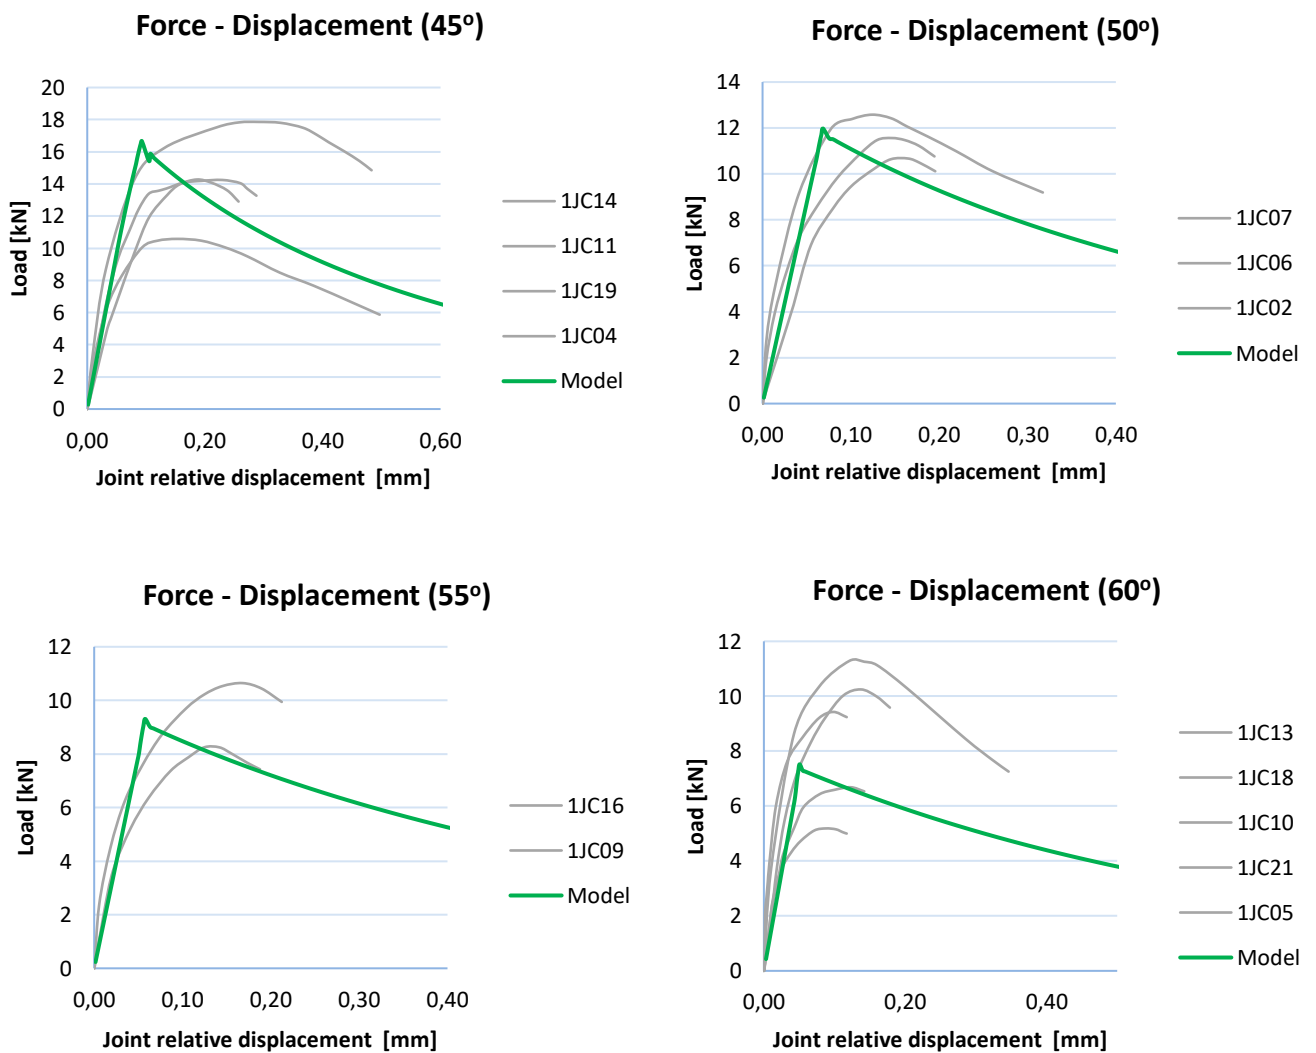 Force - Displacement (45º)
20
18
16
14
12
10
8
6
4
2
0
Load [kN]
0,00 0,20 0,40 0,60
Joint relative displacement [mm]
1JC14
1JC11
1JC19
1JC04
Model
Force - Displacement (50º)
14
12
10
8
6
4
2
0
Load [kN]
0,00 0,10 0,20 0,30 0,40
Joint relative displacement [mm]
1JC07
1JC06
1JC02
Model
Force - Displacement (55º)
12
10
8
6
4
2
0
Load [kN]
0,00 0,10 0,20 0,30 0,40
Joint relative displacement [mm]
1JC16
1JC09
Model
Force - Displacement (60º)
12
10
8
6
4
2
0
Load [kN]
0,00 0,20 0,40
Joint relative displacement [mm]
1JC13
1JC18
1JC10
1JC21
1JC05
Model